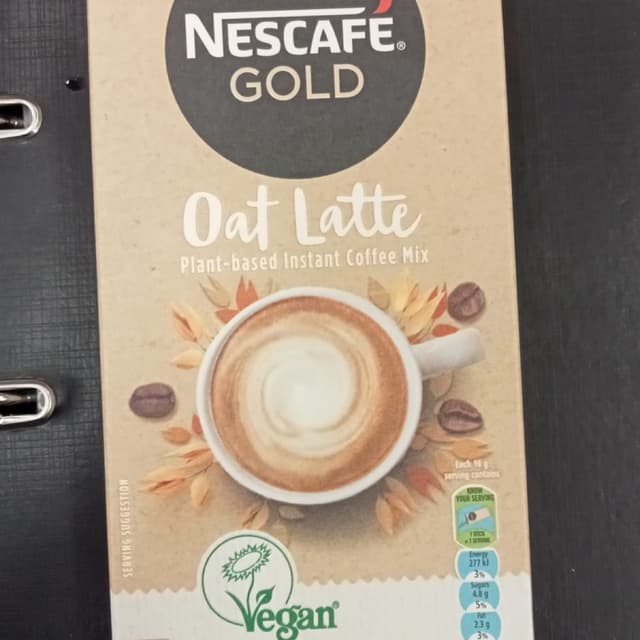 NESCAFÉ®
GOLD
Oat Latte
Plant-based Instant Coffee Mix
Each 16 g
serving contains
KNOW
YOUR SERVING
1 STICK
= 1 SERVING
Energy
277 kJ
3%
Sugars
4.8 g
5%
Fat
2.3 g
3%
SERVING SUGGESTION
Vegan®